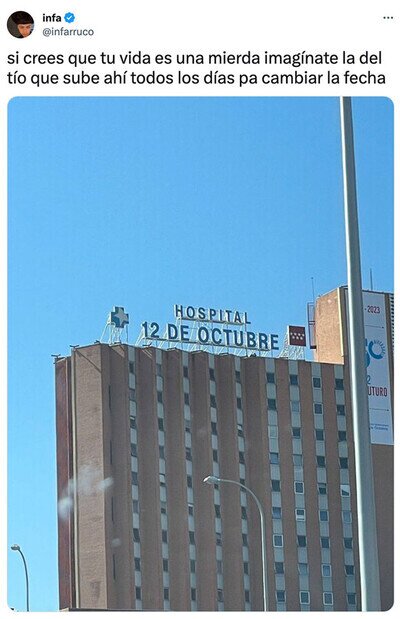 infa
@infarruco
si crees que tu vida es una mierda imagínate la del
tío que sube ahí todos los días pa cambiar la fecha
HOSPITAL
12 DE OCTUBRE
-2023
UTURO